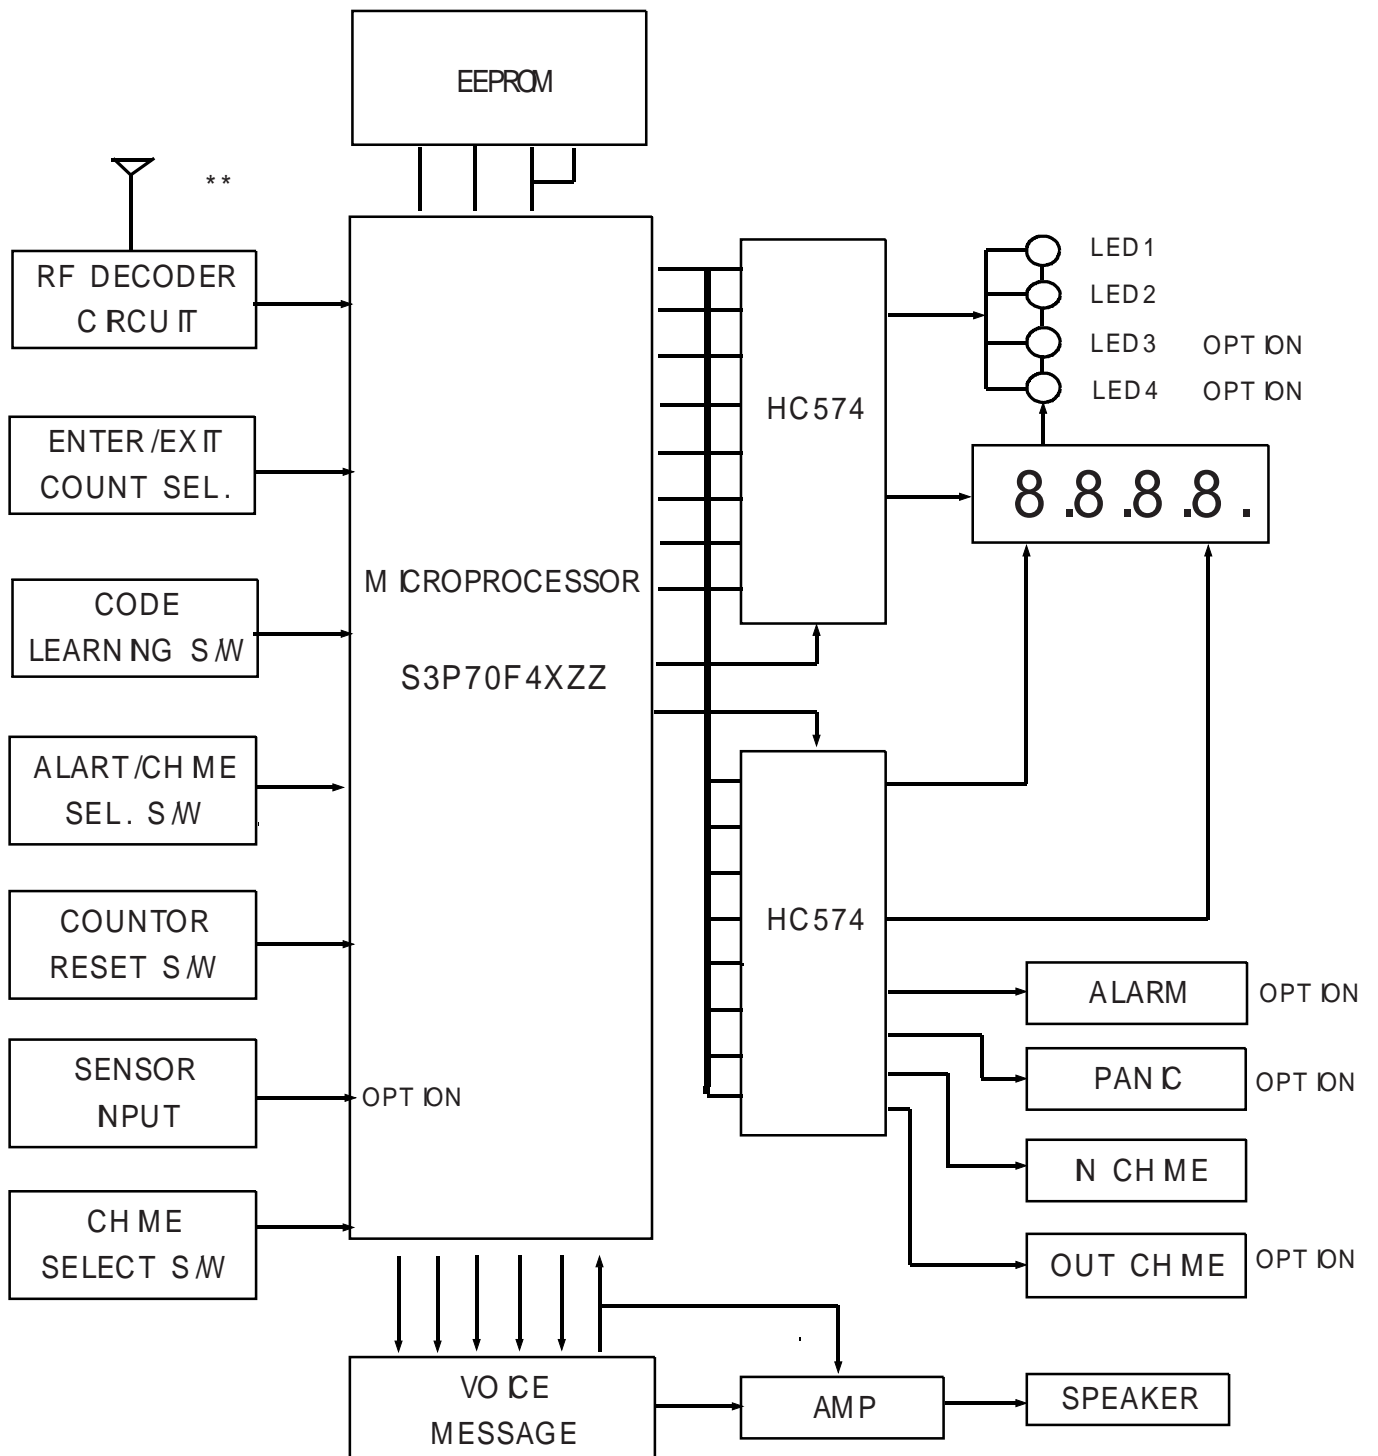 EEPROM
**
RF DECODER
CIRCUIT
ENTER/EXIT
COUNT SEL.
CODE
LEARNING S/W
ALART/CHIME
SEL. S/W
COUNTOR
RESET S/W
SENSOR
INPUT
OPTION
CHIME
SELECT S/W
MICROPROCESSOR
S3P70F4XZZ
HC574
HC574
LED1
LED2
LED3 OPTION
LED4 OPTION
8.8.8.8.
ALARM OPTION
PANIC OPTION
IN CHIME
OUT CHIME OPTION
VOICE
MESSAGE
AMP
SPEAKER